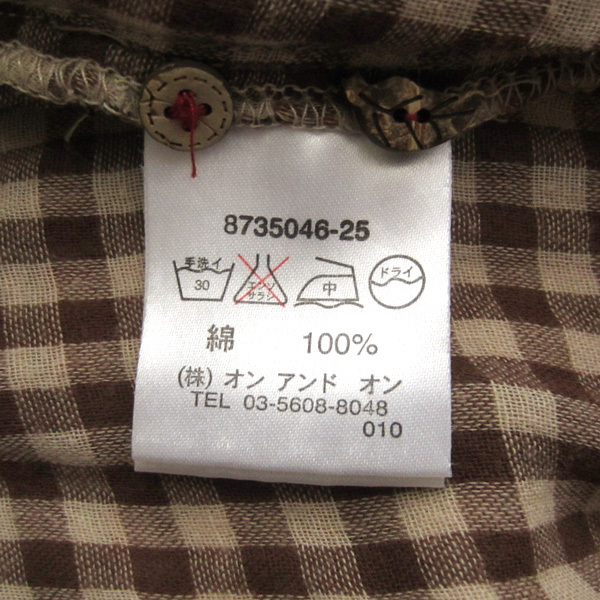 8735046-25
手洗イ ドライ
30 エンソ 中
サラシ
綿 100%
(株) オン アンド オン
TEL 03-5608-8048
010